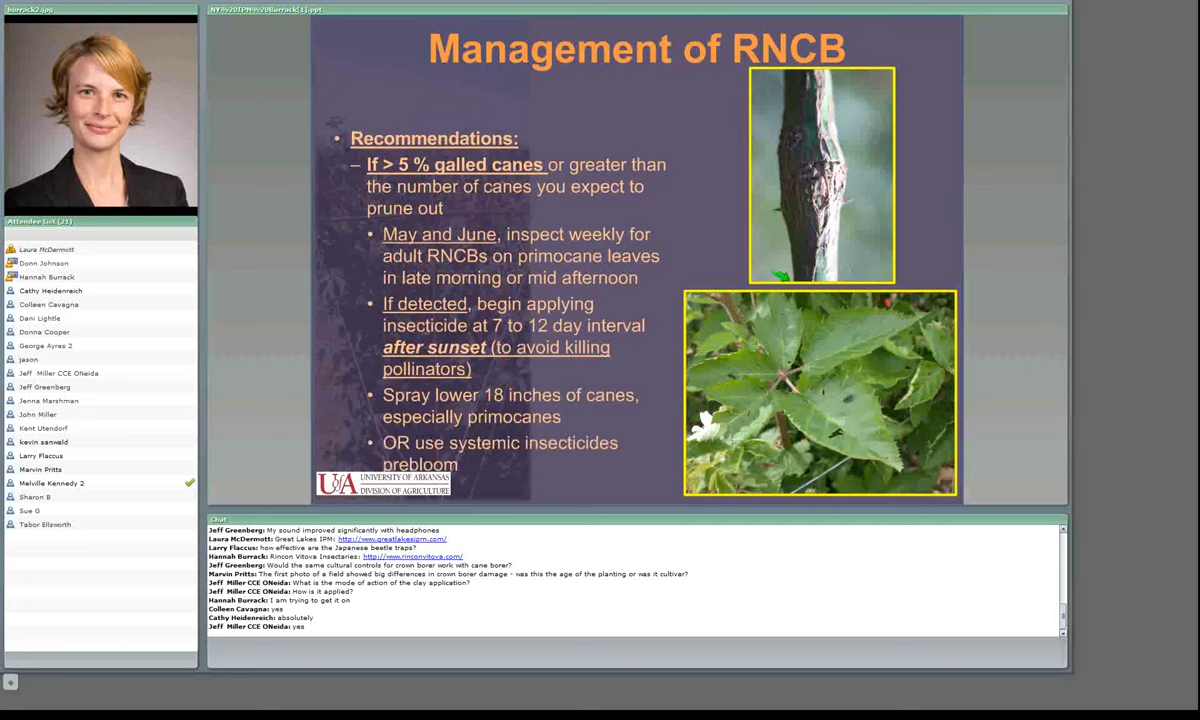 burrack2.jpg
NY%20IPM%20Burrack[1].ppt
Management of RNCB
• Recommendations:
– If > 5 % galled canes or greater than
the number of canes you expect to
prune out
• May and June, inspect weekly for
adult RNCBs on primocane leaves
in late morning or mid afternoon
• If detected, begin applying
insecticide at 7 to 12 day interval
after sunset (to avoid killing
pollinators)
• Spray lower 18 inches of canes,
especially primocanes
• OR use systemic insecticides
prebloom
UofA UNIVERSITY OF ARKANSAS
DIVISION OF AGRICULTURE
Attendee List (21)
Laura McDermott
Donn Johnson
Hannah Burrack
Cathy Heidenreich
Colleen Cavagna
Dani Lightle
Donna Cooper
George Ayres 2
jason
Jeff Miller CCE ONeida
Jeff Greenberg
Jenna Marshman
John Miller
Kent Utendorf
kevin sanwald
Larry Flaccus
Marvin Pritts
Melville Kennedy 2
Sharon B
Sue G
Tabor Ellsworth
Chat
Jeff Greenberg: My sound improved significantly with headphones
Laura McDermott: Great Lakes IPM: http://www.greatlakesipm.com/
Larry Flaccus: how effective are the Japanese beetle traps?
Hannah Burrack: Rincon Vitova Insectaries: http://www.rinconvitova.com/
Jeff Greenberg: Would the same cultural controls for crown borer work with cane borer?
Marvin Pritts: The first photo of a field showed big differences in crown borer damage - was this the age of the planting or was it cultivar?
Jeff Miller CCE ONeida: What is the mode of action of the clay application?
Jeff Miller CCE ONeida: How is it applied?
Hannah Burrack: I am trying to get it on
Colleen Cavagna: yes
Cathy Heidenreich: absolutely
Jeff Miller CCE ONeida: yes